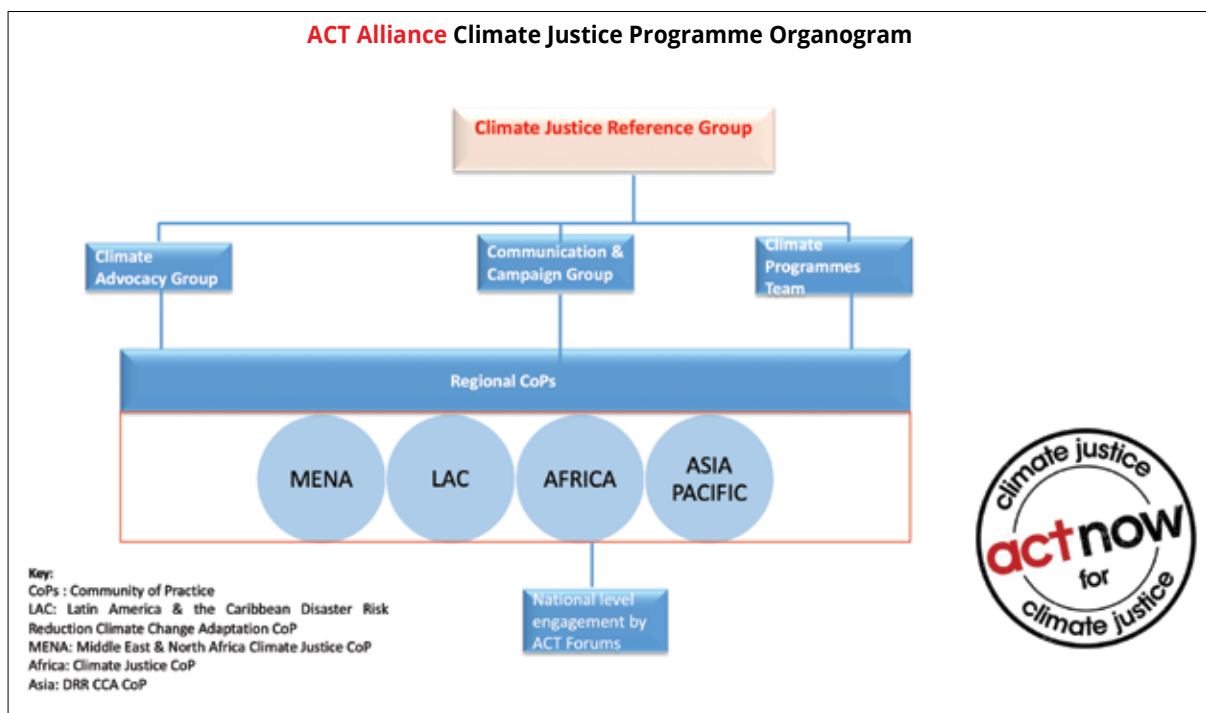 ACT Alliance Climate Justice Programme Organogram
Climate Justice Reference Group
Climate
Advocacy Group
Communication &
Campaign Group
Climate
Programmes
Team
Regional CoPs
MENA
LAC
AFRICA
ASIA
PACIFIC
National level
engagement by
ACT Forums
Key:
CoPs : Community of Practice
LAC: Latin America & the Caribbean Disaster Risk
Reduction Climate Change Adaptation CoP
MENA: Middle East & North Africa Climate Justice CoP
Africa: Climate Justice CoP
Asia: DRR CCA CoP
climate justice
actnow
for
climate justice